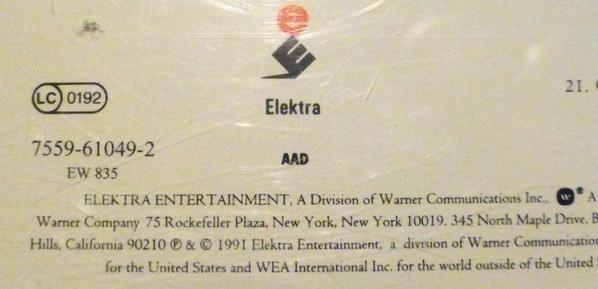 LC 0192
Elektra
21.
7559-61049-2
EW 835
AAD
ELEKTRA ENTERTAINMENT, A Division of Warner Communications Inc., W ® A
Warner Company 75 Rockefeller Plaza, New York, New York 10019. 345 North Maple Drive, B
Hills, California 90210 ℗ & © 1991 Elektra Entertainment, a division of Warner Communication
for the United States and WEA International Inc. for the world outside of the United